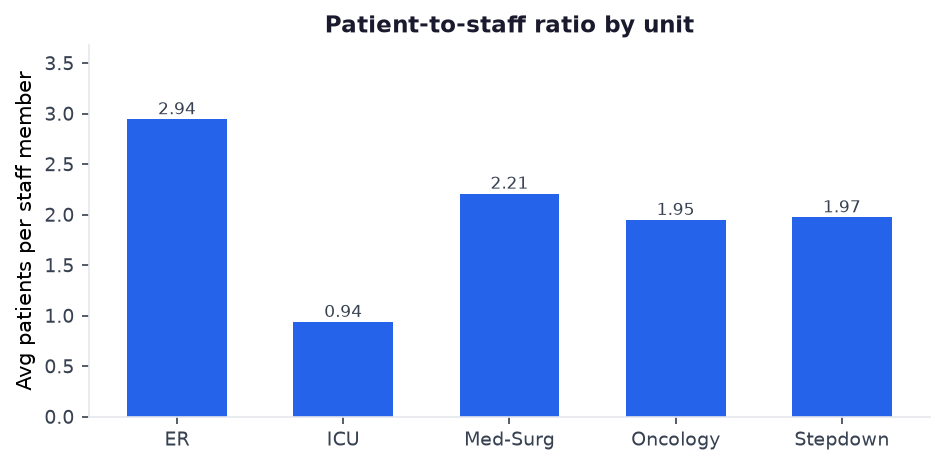 Patient-to-staff ratio by unit
Avg patients per staff member
3.5
3.0
2.5
2.0
1.5
1.0
0.5
0.0
2.94
0.94
2.21
1.95
1.97
ER
ICU
Med-Surg
Oncology
Stepdown